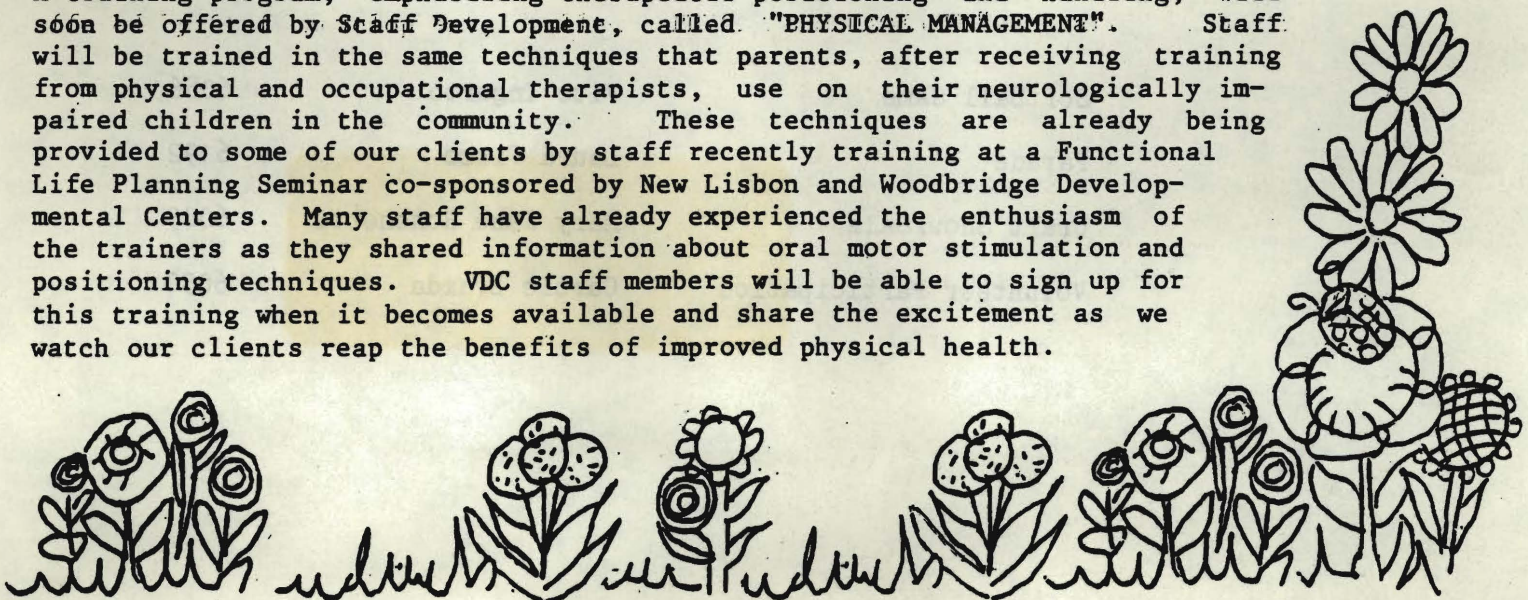 soon be offered by Staff Development, called "PHYSICAL MANAGEMENT". Staff
will be trained in the same techniques that parents, after receiving training
from physical and occupational therapists, use on their neurologically im-
paired children in the community. These techniques are already being
provided to some of our clients by staff recently training at a Functional
Life Planning Seminar co-sponsored by New Lisbon and Woodbridge Develop-
mental Centers. Many staff have already experienced the enthusiasm of
the trainers as they shared information about oral motor stimulation and
positioning techniques. VDC staff members will be able to sign up for
this training when it becomes available and share the excitement as we
watch our clients reap the benefits of improved physical health.